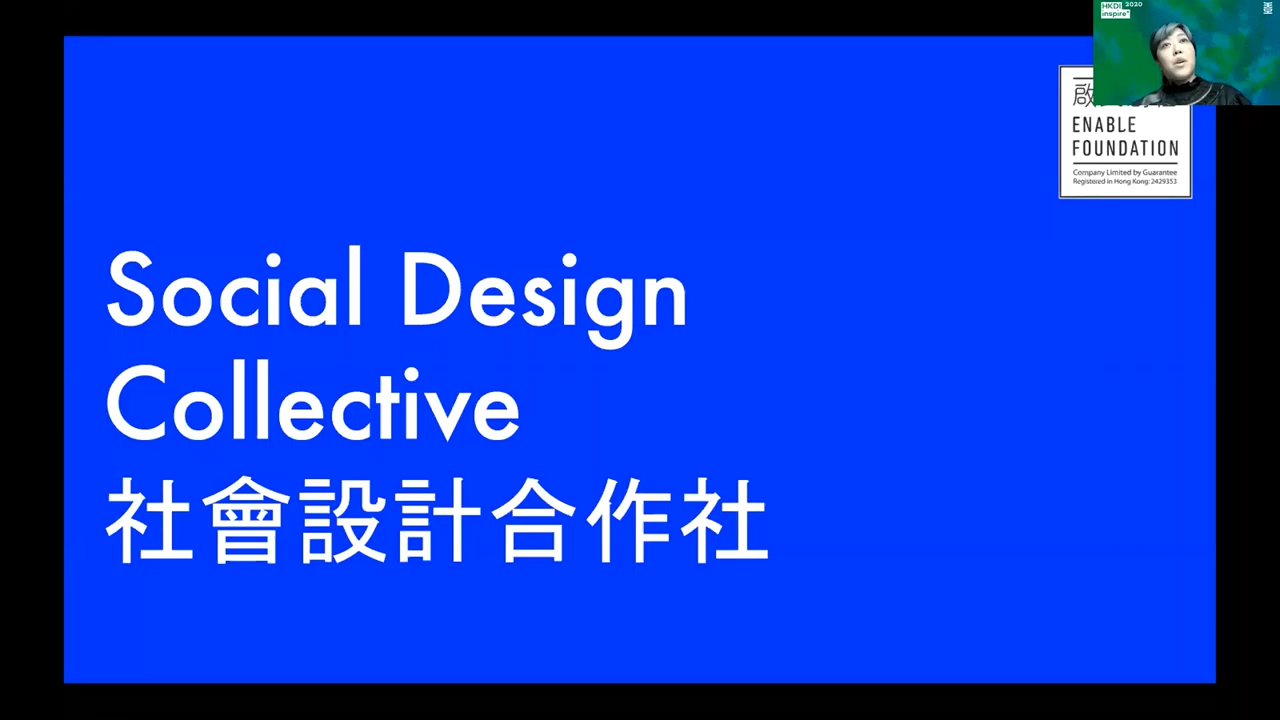 HKDI 2020
inspire*
啟
ENABLE
FOUNDATION
Company Limited by Guarantee
Registered in Hong Kong: 2429353
Social Design
Collective
社會設計合作社